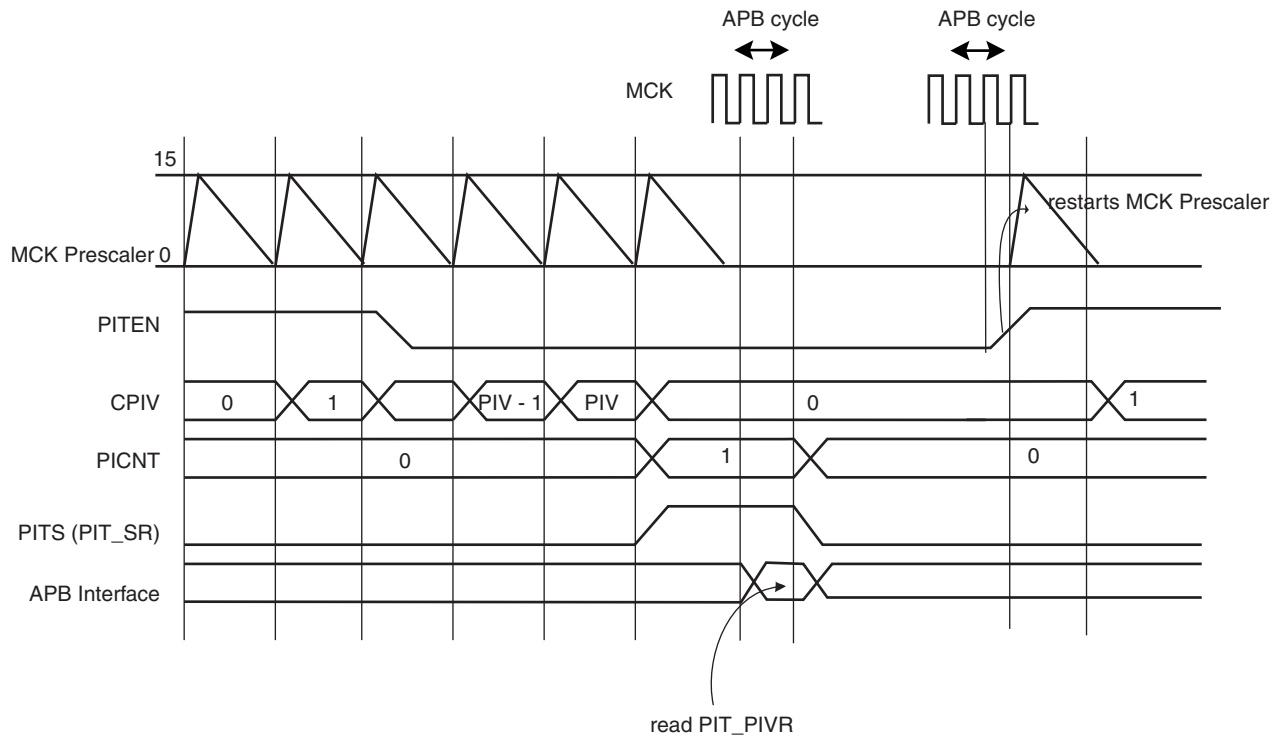 APB cycle
APB cycle
MCK
15
restarts MCK Prescaler
MCK Prescaler 0
PITEN
CPIV
0
1
PIV - 1
PIV
0
1
PICNT
0
1
0
PITS (PIT_SR)
APB Interface
read PIT_PIVR